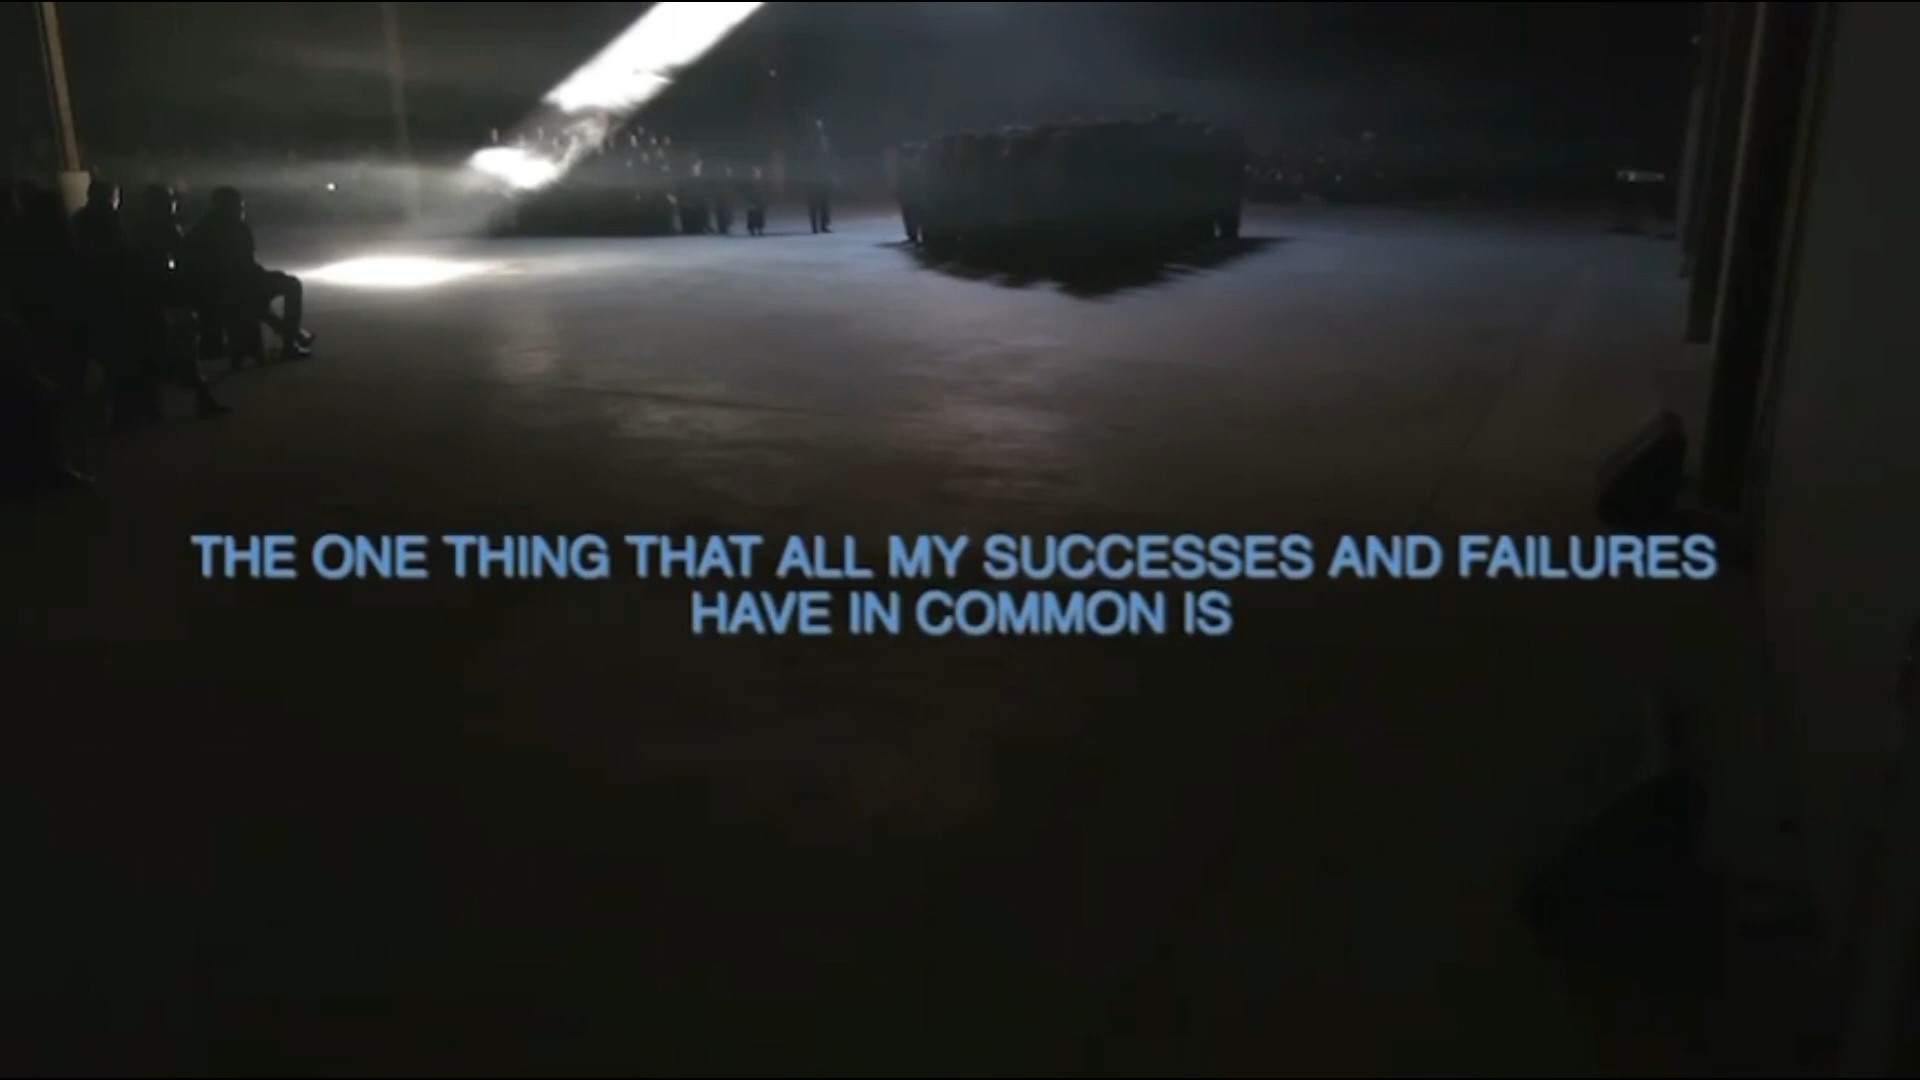 THE ONE THING THAT ALL MY SUCCESSES AND FAILURES
HAVE IN COMMON IS